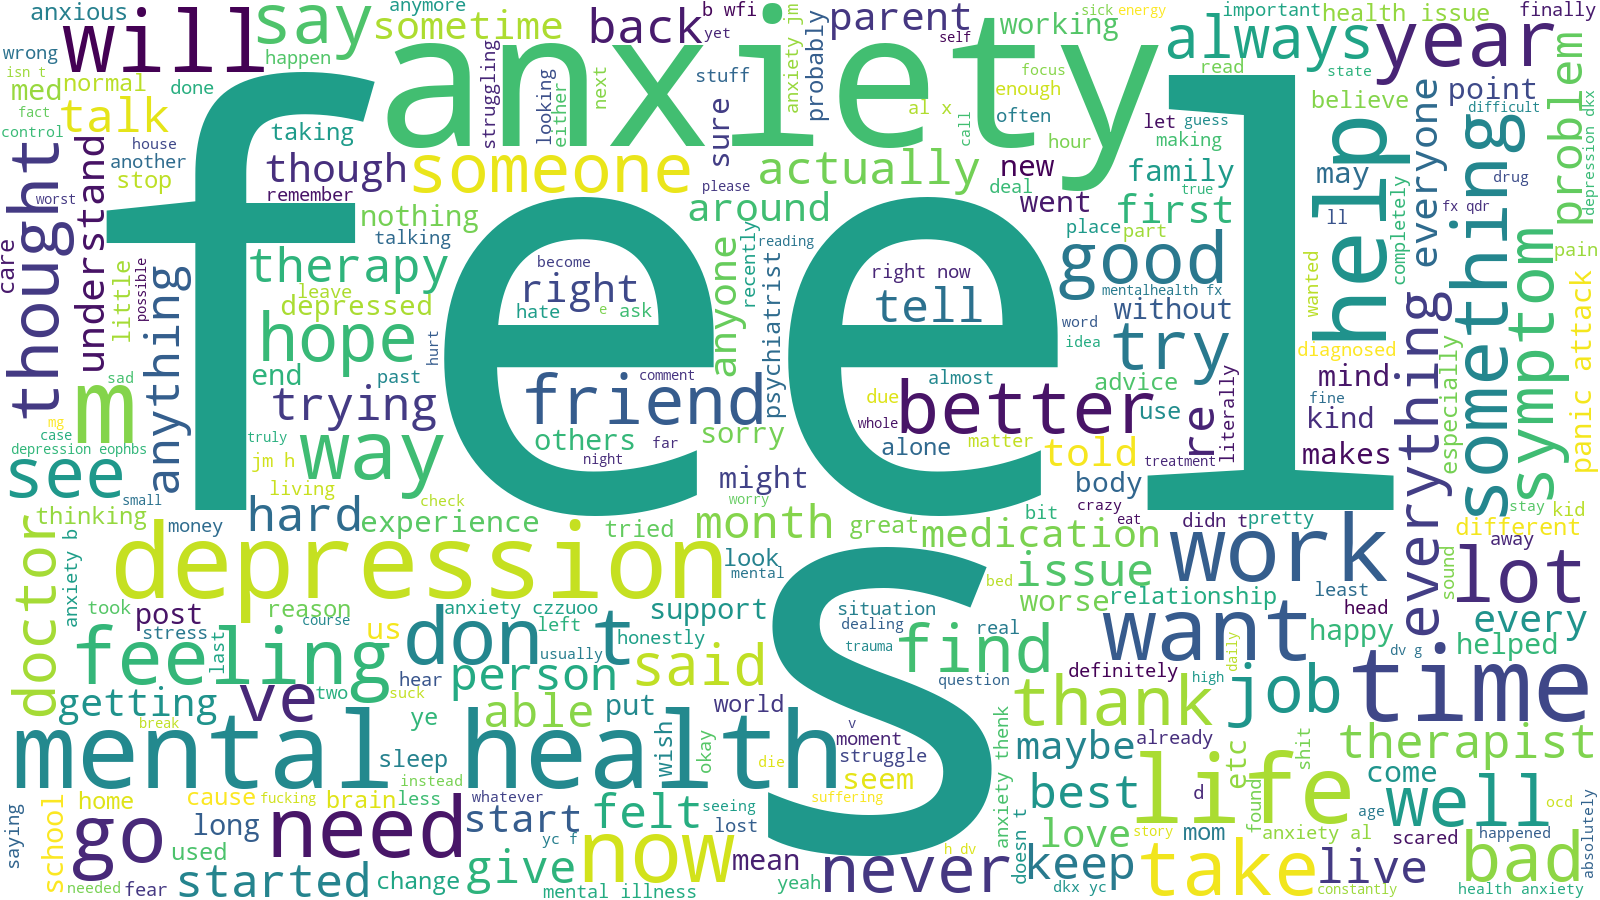 feel
s
anxiety
depression
mental health
help
time
life
will
say
sometime
back
parent
working
always
year
anxious
anymore
b wfi
yet
self
sick
energy
important
health issue
finally
wrong
isn t
med
normal
happen
done
talk
fact
control
house
another
stop
worst
taking
though
remember
someone
struggling
looking
either
next
stuff
sure
anxiety jm
probably
actually
please
focus
enough
al x
often
call
hour
new
deal
went
let
guess
making
read
state
believe
point
difficult
depression dkx
problem
everyone
something
family
true
first
may
ll
completely
drug
fx qdr
pain
care
thought
understand
little
possible
anything
nothing
talking
therapy
leave
depressed
hope
hurt
end
past
around
anyone
recently
reading
psychiatrist
become
right
hate
e
ask
right now
tell
place
part
good
mentalhealth fx
without
word
idea
try
wanted
diagnosed
symptom
panic attack
m
sad
mg
case
depression eophbs
see
small
trying
truly
way
jm h
living
comment
friend
others
far
night
sorry
almost
due
better
whole
alone
matter
advice
use
re
literally
mind
fine
kind
makes
everything
especially
told
treatment
body
might
worry
check
hard
experience
tried
month
great
medication
bit
crazy
eat
didn t
pretty
stay
kid
different
away
thinking
money
doctor
anxiety b
took
post
stress
last
reason
course
look
mental
issue
bed
worse
relationship
work
least
sound
lot
every
head
happy
helped
us
don t
anxiety czzuoo
left
usually
honestly
support
situation
dealing
trauma
real
find
question
want
definitely
high
daily
dv g
job
feeling
ve
two
suck
hear
person
said
getting
break
ye
able
put
world
wish
okay
v
moment
struggle
thank
anxiety thenk
maybe
already
etc
shit
therapist
come
sleep
instead
seem
die
suffering
best
d
found
well
ocd
age
saying
school
home
go
cause
fucking
brain
less
long
need
whatever
start
yc f
felt
seeing
lost
now
love
mom
story
anxiety al
scared
happened
absolutely
used
needed
fear
started
change
give
mental illness
mean
yeah
never
h dv
doesn t
keep
dkx yc
take
live
constantly
bad
health anxiety